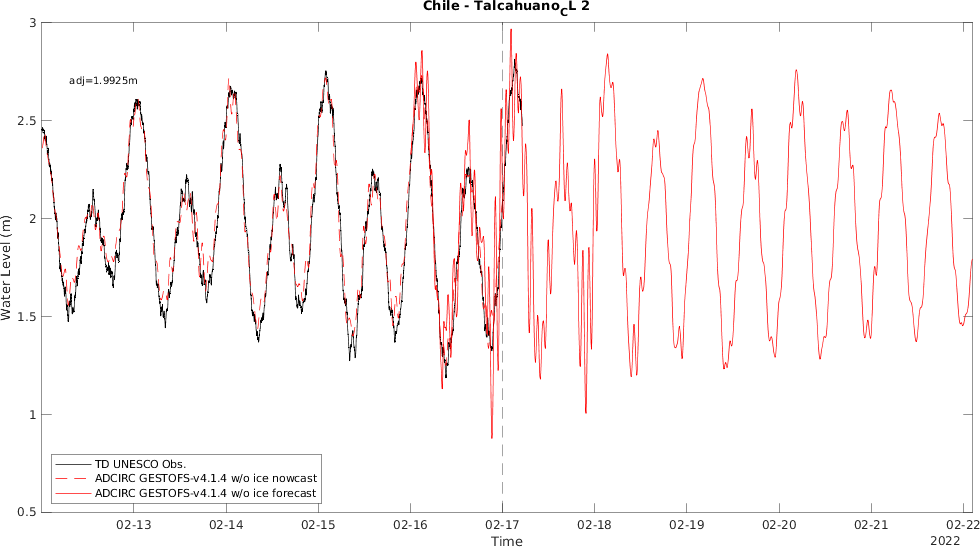 Chile - Talcahuano_CL 2
adj=1.9925m
3
2.5
2
1.5
1
0.5
Water Level (m)
TD UNESCO Obs.
ADCIRC GESTOFS-v4.1.4 w/o ice nowcast
ADCIRC GESTOFS-v4.1.4 w/o ice forecast
02-13
02-14
02-15
02-16
02-17
02-18
02-19
02-20
02-21
02-22
Time
2022